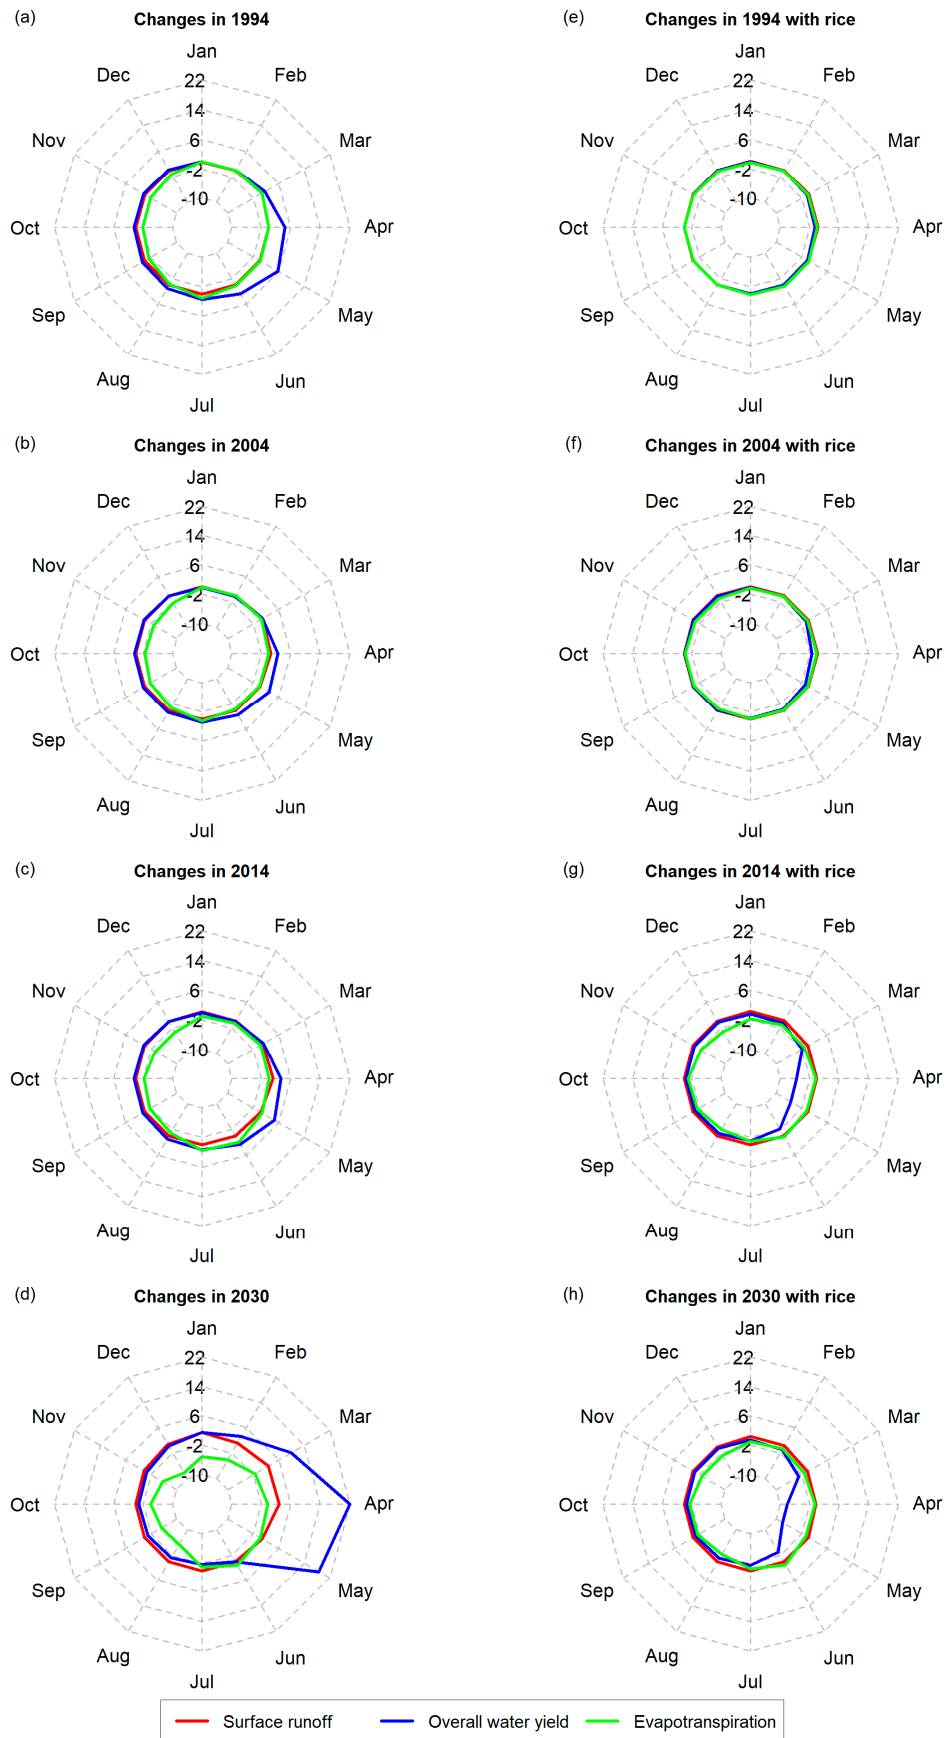 (a) Changes in 1994
Jan
Dec Feb
22
14
Nov Mar
6
-2
-10
Oct Apr
Sep May
Aug Jun
Jul
(e) Changes in 1994 with rice
Jan
Dec Feb
22
14
Nov Mar
6
-2
-10
Oct Apr
Sep May
Aug Jun
Jul
(b) Changes in 2004
Jan
Dec Feb
22
14
Nov Mar
6
-2
-10
Oct Apr
Sep May
Aug Jun
Jul
(f) Changes in 2004 with rice
Jan
Dec Feb
22
14
Nov Mar
6
-2
-10
Oct Apr
Sep May
Aug Jun
Jul
(c) Changes in 2014
Jan
Dec Feb
22
14
Nov Mar
6
-2
-10
Oct Apr
Sep May
Aug Jun
Jul
(g) Changes in 2014 with rice
Jan
Dec Feb
22
14
Nov Mar
6
-2
-10
Oct Apr
Sep May
Aug Jun
Jul
(d) Changes in 2030
Jan
Dec Feb
22
14
Nov Mar
6
-2
-10
Oct Apr
Sep May
Aug Jun
Jul
(h) Changes in 2030 with rice
Jan
Dec Feb
22
14
Nov Mar
6
-2
-10
Oct Apr
Sep May
Aug Jun
Jul
Surface runoff Overall water yield Evapotranspiration